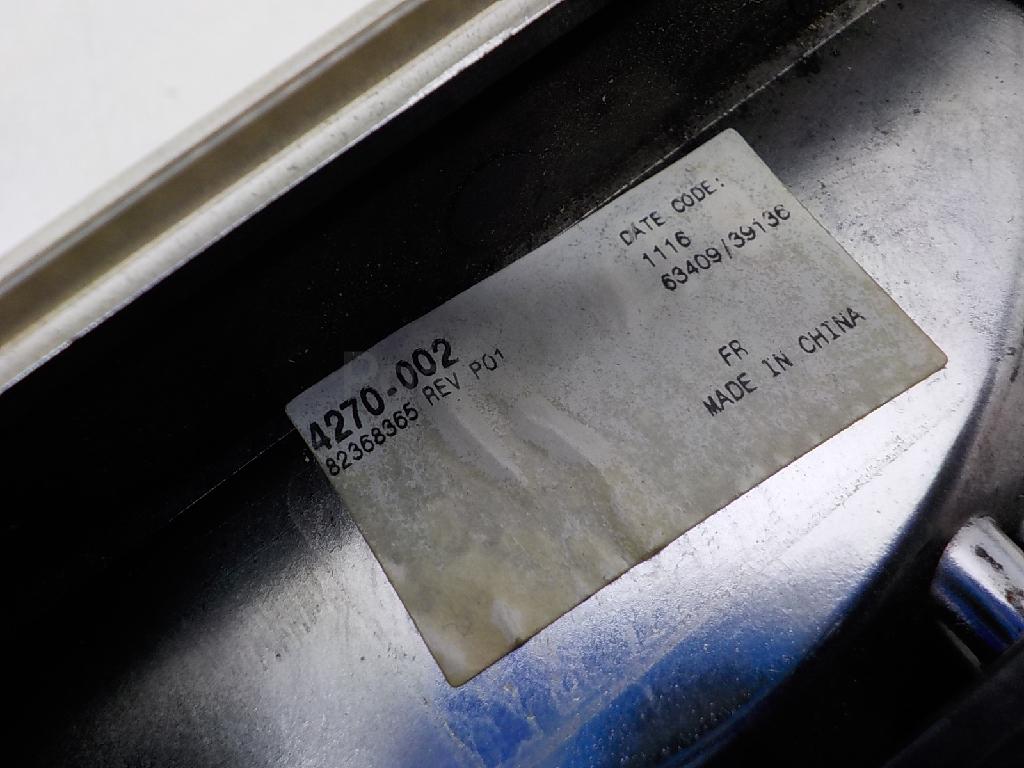 DATE CODE:
1116
63409/39136
4270-002
82368365 REV P01
FR
MADE IN CHINA